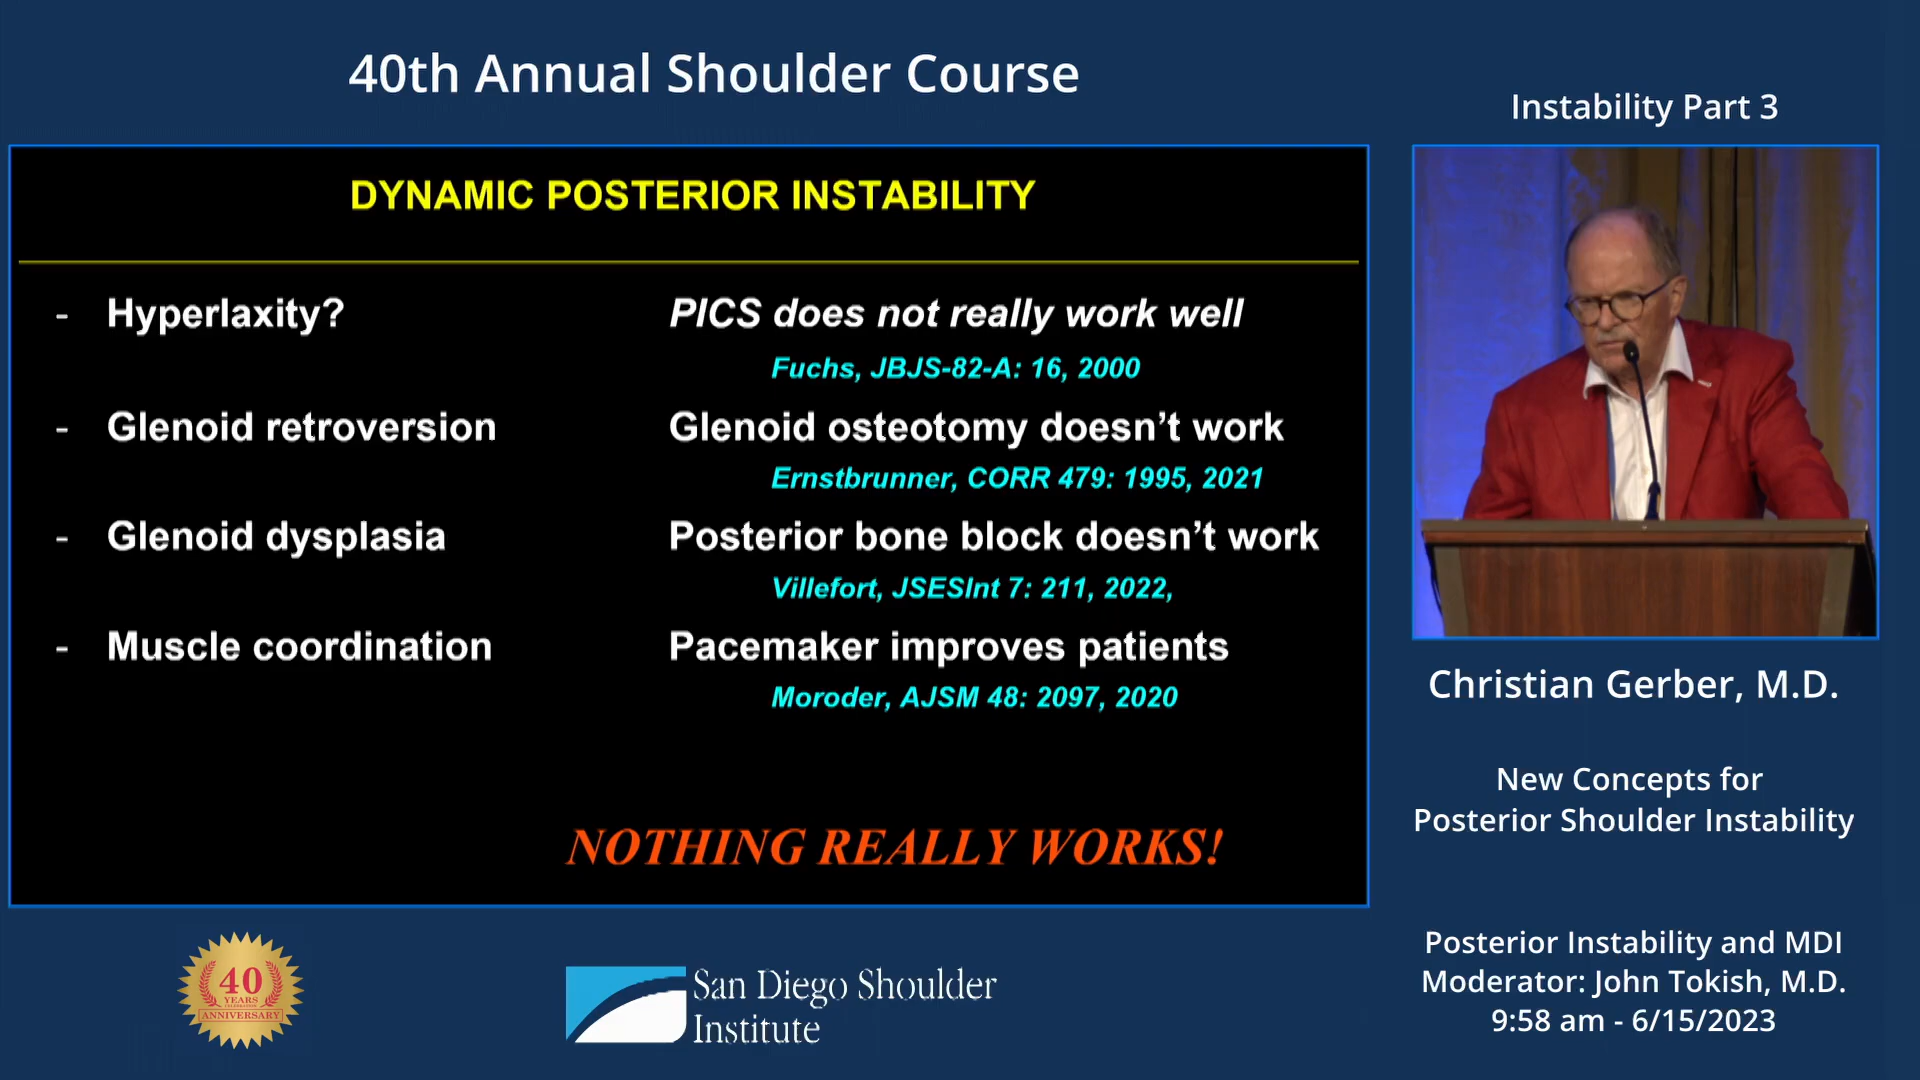 40th Annual Shoulder Course
Instability Part 3
DYNAMIC POSTERIOR INSTABILITY
- Hyperlaxity? PICS does not really work well
Fuchs, JBJS-82-A: 16, 2000
- Glenoid retroversion Glenoid osteotomy doesn’t work
Ernstbrunner, CORR 479: 1995, 2021
- Glenoid dysplasia Posterior bone block doesn’t work
Villefort, JSESInt 7: 211, 2022,
- Muscle coordination Pacemaker improves patients
Moroder, AJSM 48: 2097, 2020
NOTHING REALLY WORKS!
Christian Gerber, M.D.
New Concepts for
Posterior Shoulder Instability
Posterior Instability and MDI
Moderator: John Tokish, M.D.
9:58 am - 6/15/2023
40
YEARS
ANNIVERSARY
San Diego Shoulder
Institute